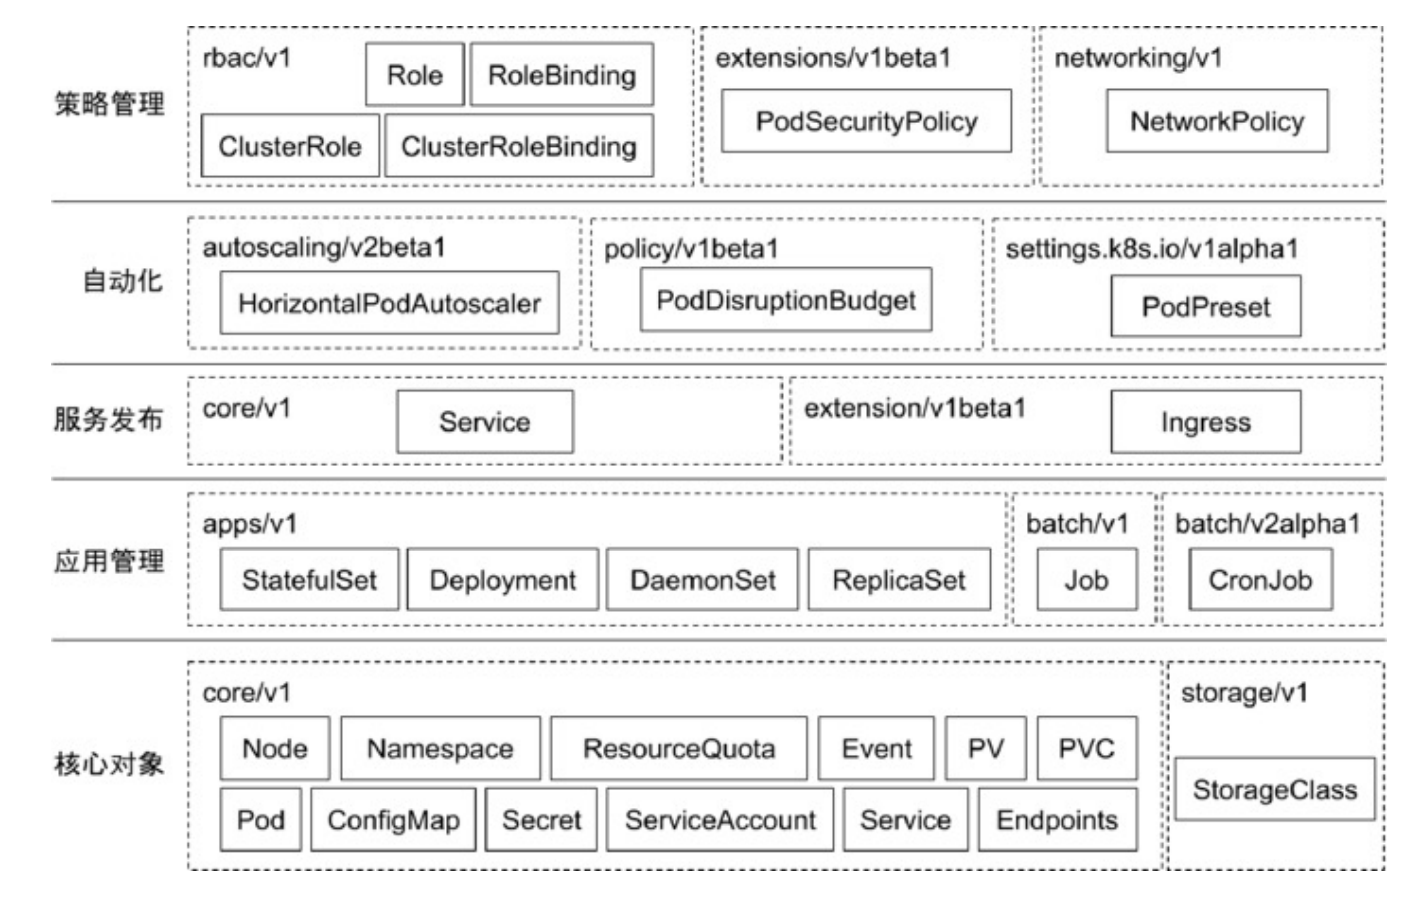 策略管理
rbac/v1
Role
RoleBinding
ClusterRole
ClusterRoleBinding
extensions/v1beta1
PodSecurityPolicy
networking/v1
NetworkPolicy
自动化
autoscaling/v2beta1
HorizontalPodAutoscaler
policy/v1beta1
PodDisruptionBudget
settings.k8s.io/v1alpha1
PodPreset
服务发布
core/v1
Service
extension/v1beta1
Ingress
应用管理
apps/v1
StatefulSet
Deployment
DaemonSet
ReplicaSet
batch/v1
Job
batch/v2alpha1
CronJob
核心对象
core/v1
Node
Namespace
ResourceQuota
Event
PV
PVC
Pod
ConfigMap
Secret
ServiceAccount
Service
Endpoints
storage/v1
StorageClass